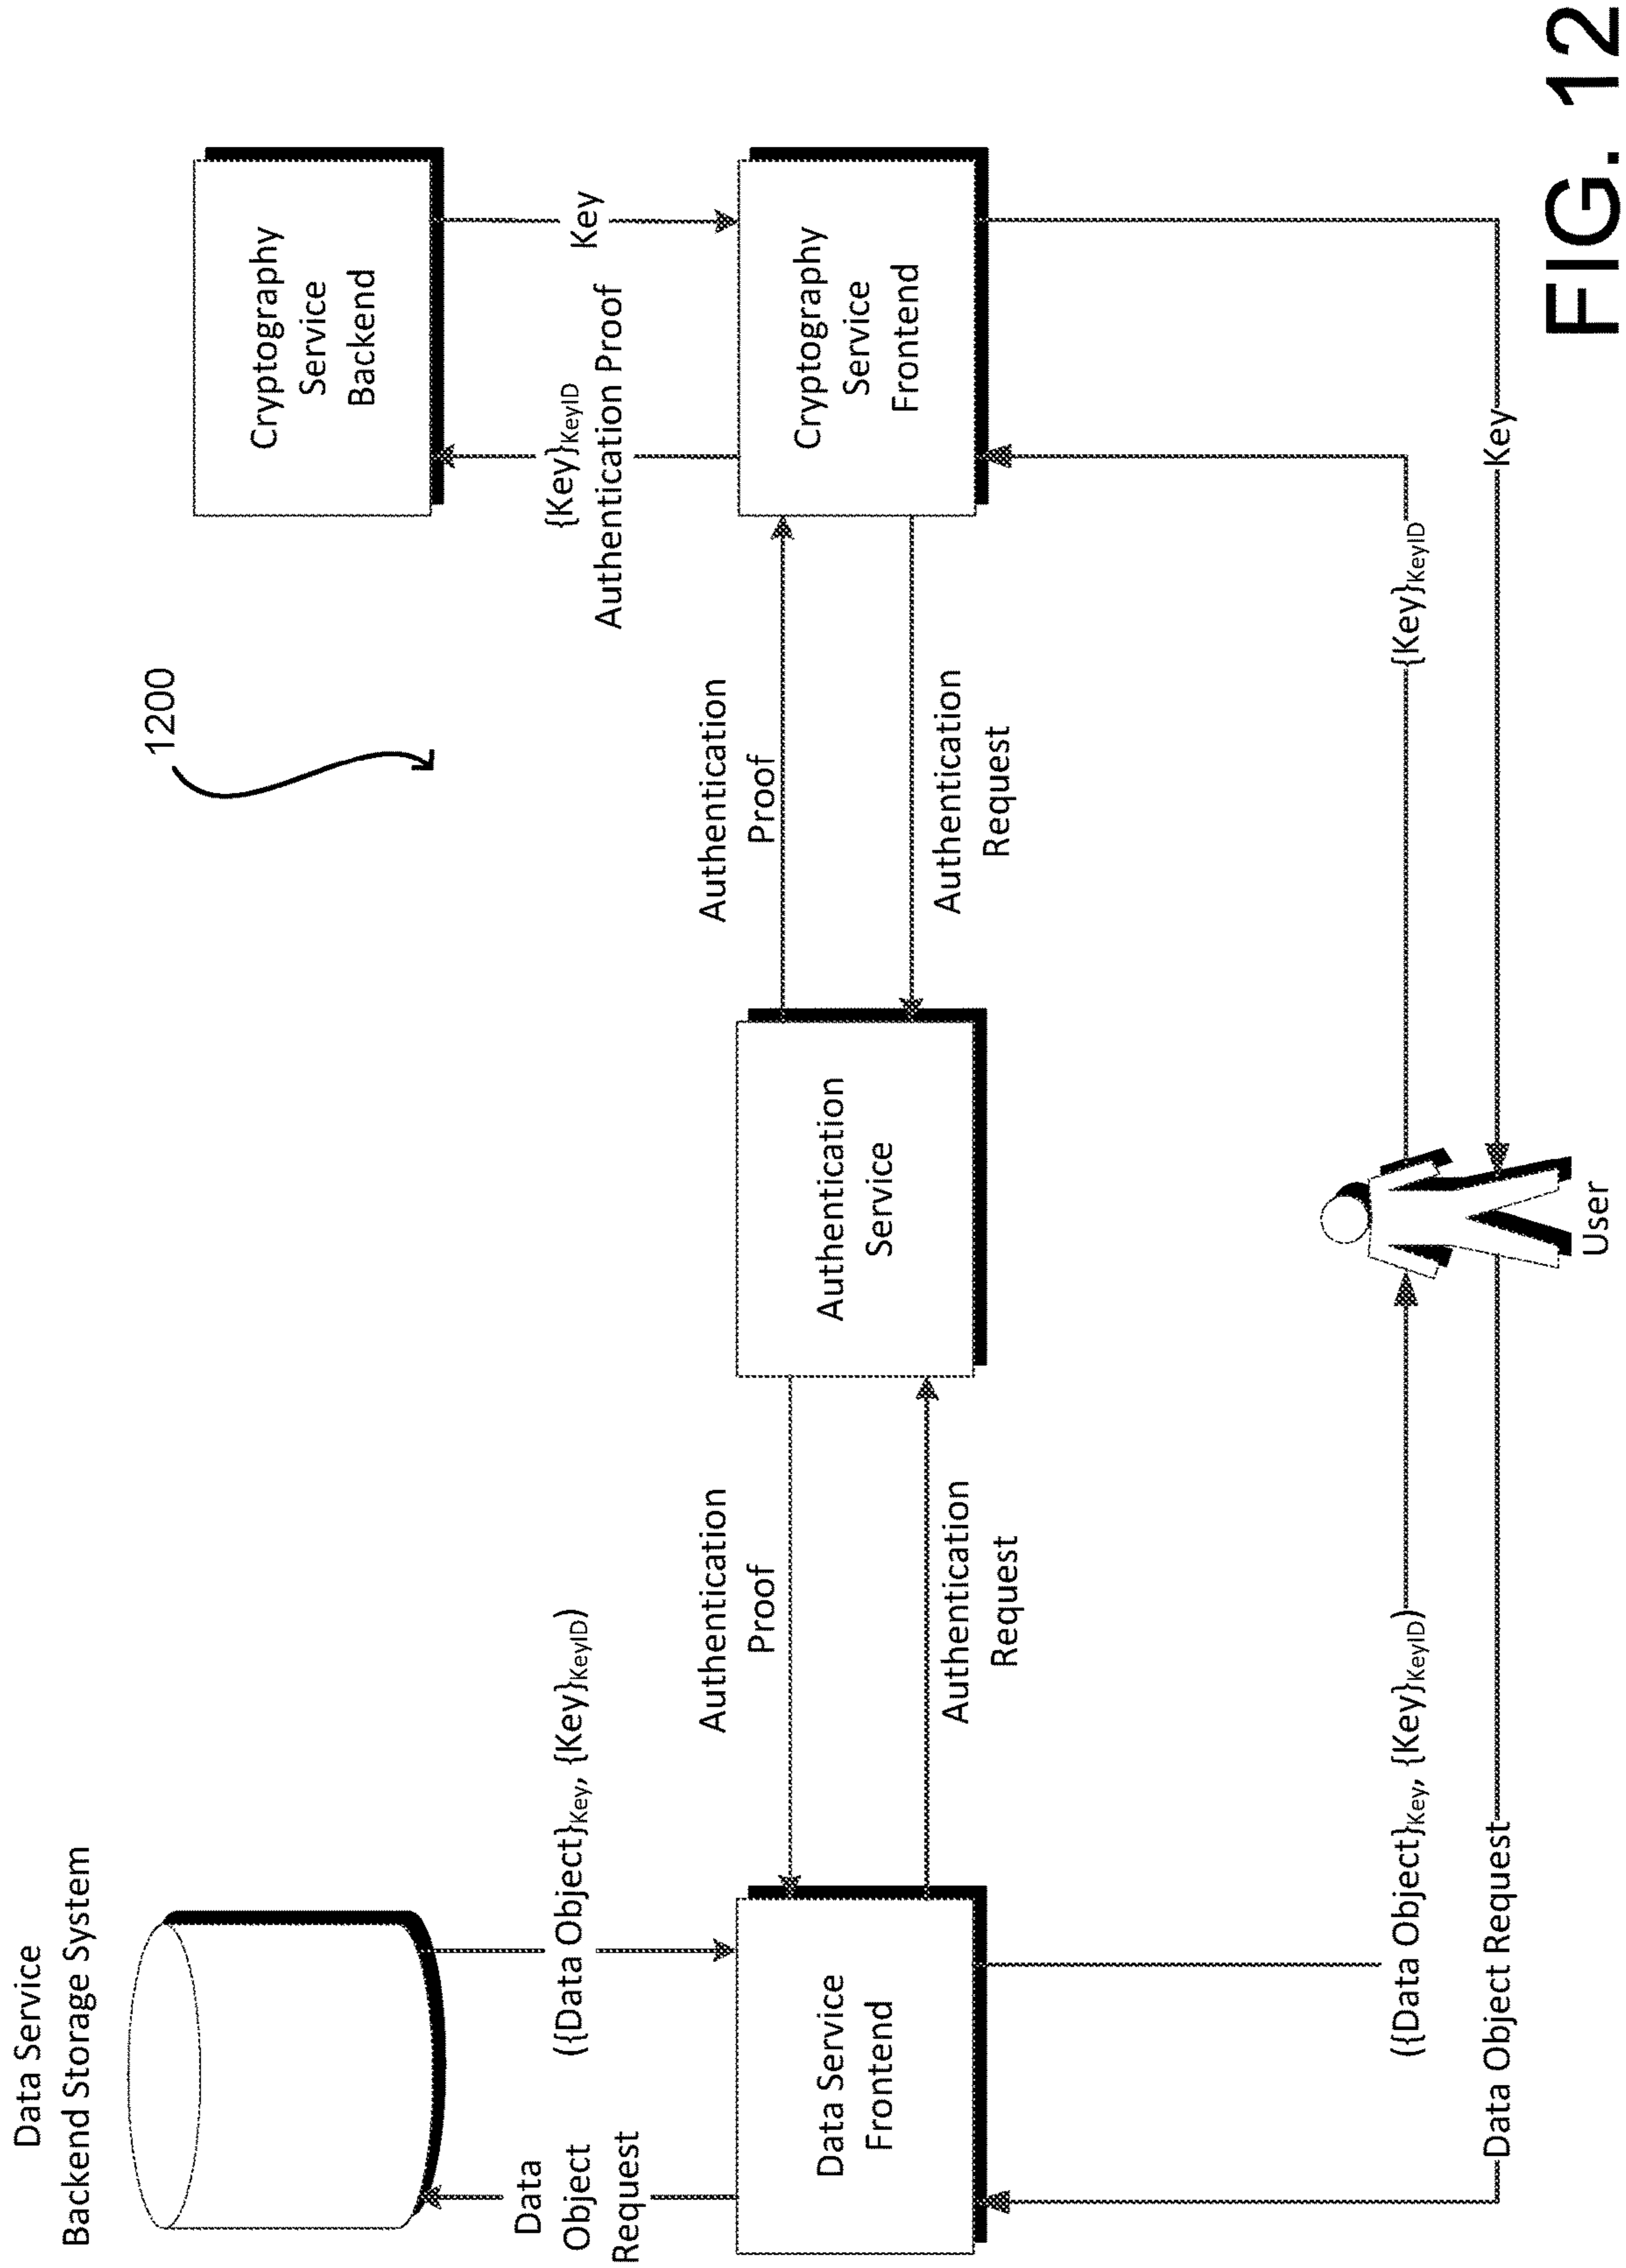 Data Service
Backend Storage System
1200
Cryptography
Service
Backend
Data
Object
Request
({Data Object}Key, {Key}KeyID)
{Key}KeyID
Authentication Proof
Key
Data Service
Frontend
Authentication
Proof
Authentication
Request
Authentication
Service
Authentication
Proof
Authentication
Request
Cryptography
Service
Frontend
({Data Object}Key, {Key}KeyID)
{Key}KeyID
Data Object Request
Key
User
FIG. 12